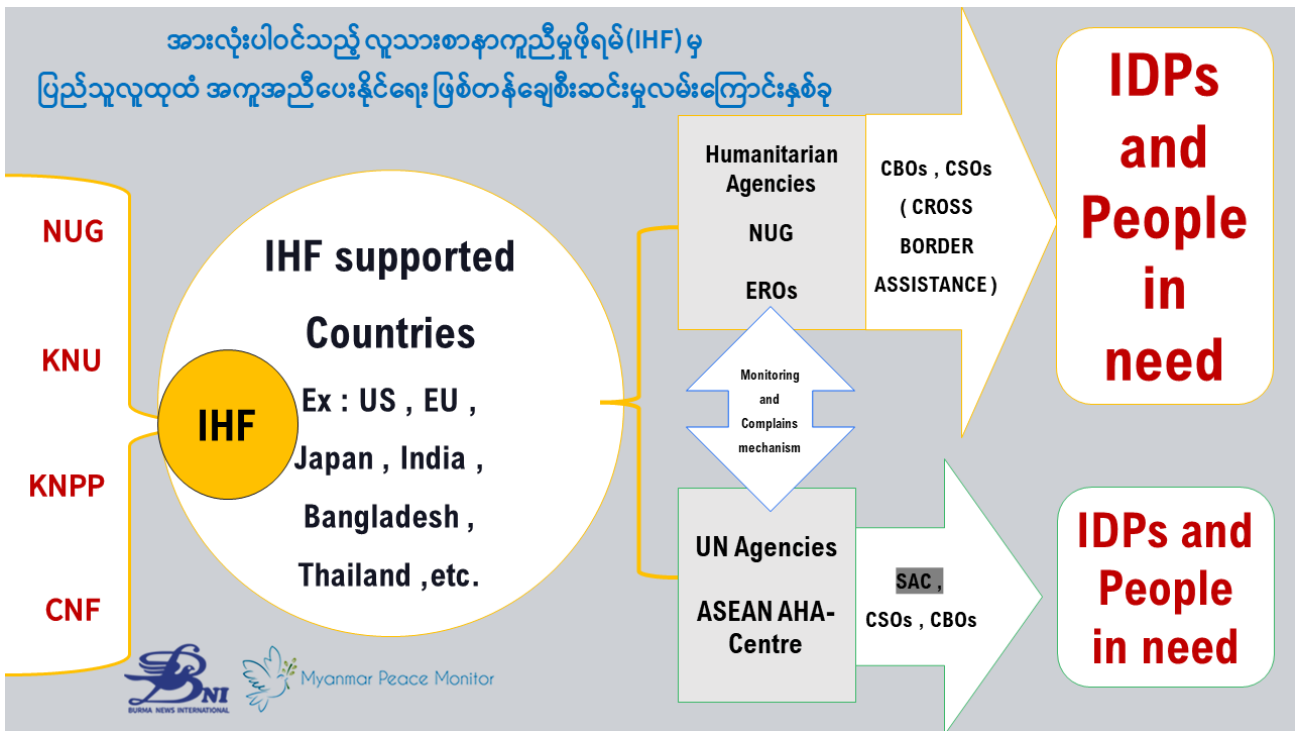 အားလုံးပါဝင်သည့် လူသားစာနာကူညီမှုဖိုရမ် (IHF) မှ
ပြည်သူလူထုထံ အကူအညီပေးနိုင်ရေး ဖြစ်တန်ချေစီးဆင်းမှုလမ်းကြောင်းနှစ်ခု
NUG
KNU
KNPP
CNF
IHF
IHF supported
Countries
Ex : US , EU ,
Japan , India ,
Bangladesh ,
Thailand ,etc.
Humanitarian
Agencies
NUG
EROs
CBOs , CSOs
( CROSS
BORDER
ASSISTANCE )
IDPs
and
People
in
need
Monitoring
and
Complains
mechanism
UN Agencies
ASEAN AHA-
Centre
SAC ,
CSOs , CBOs
IDPs and
People
in need
BNI
BURMA NEWS INTERNATIONAL
Myanmar Peace Monitor